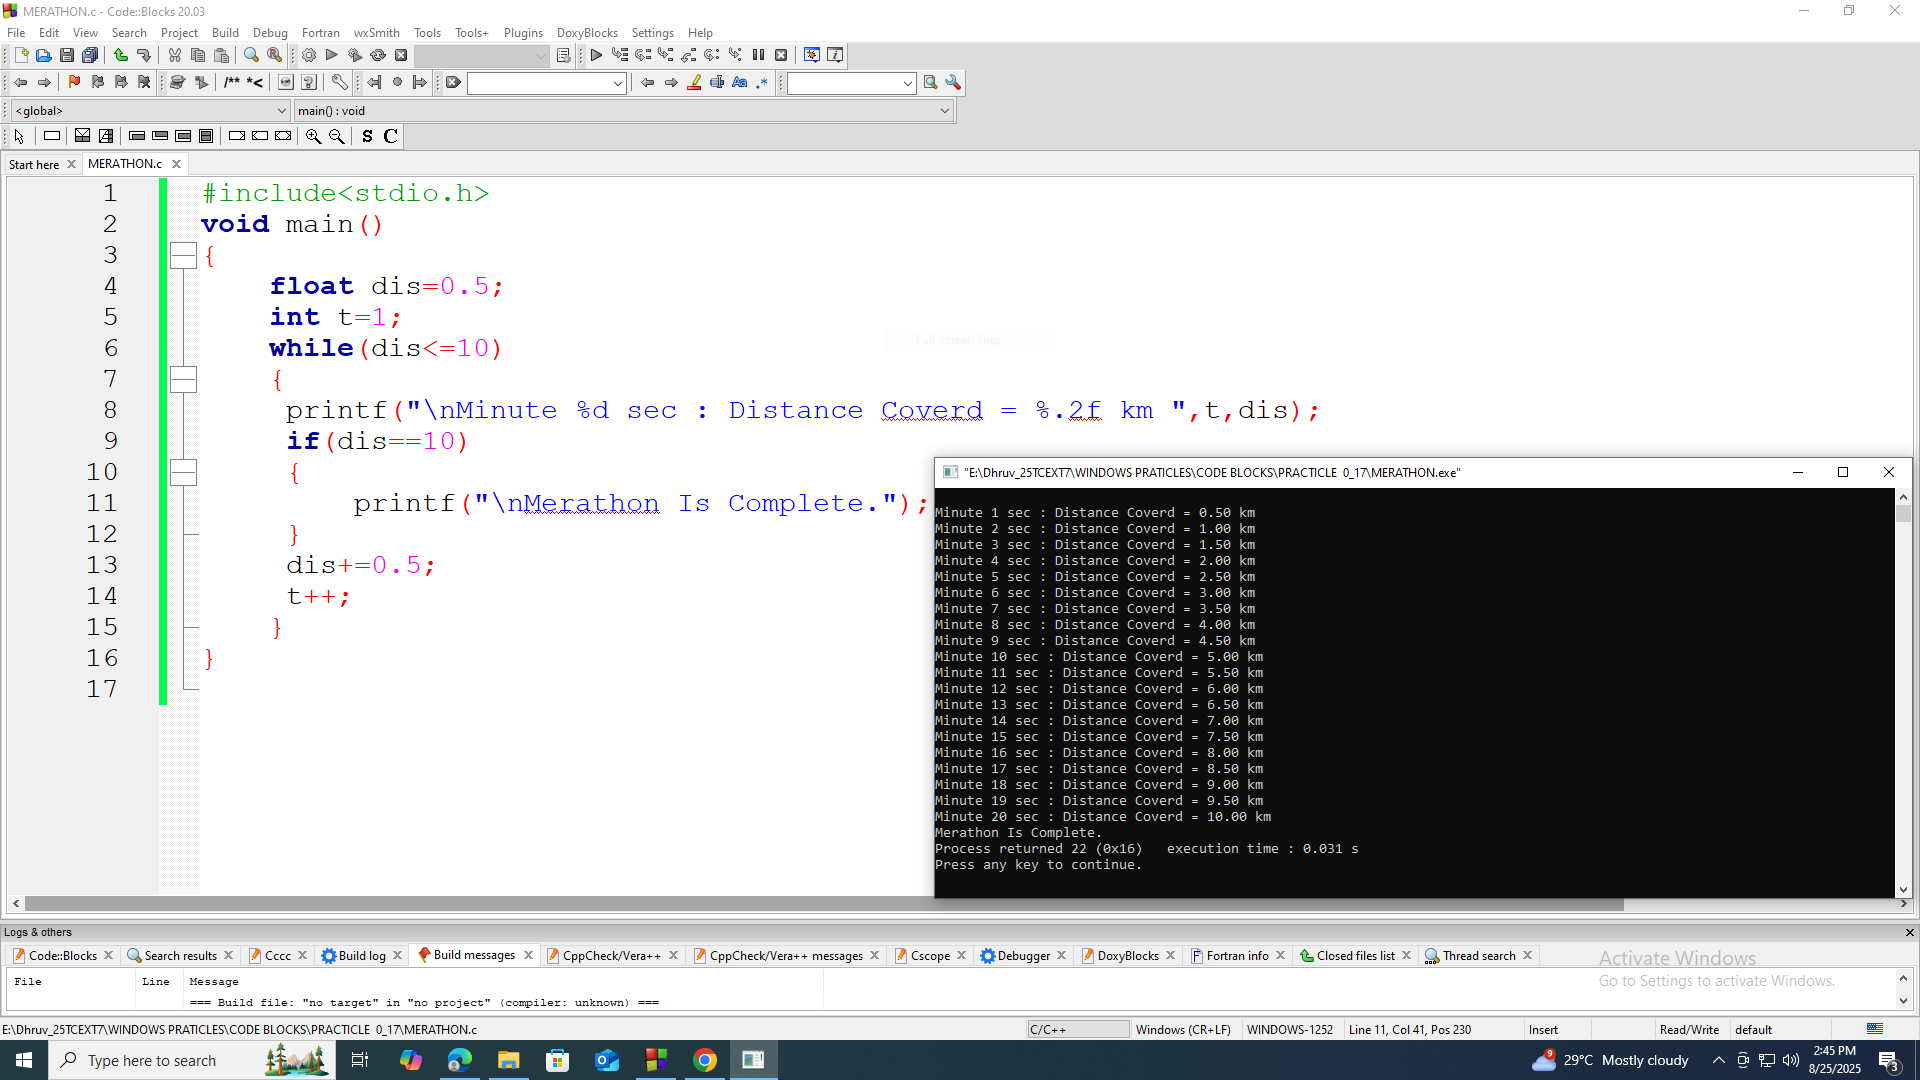 MERATHON.c - Code::Blocks 20.03
File Edit View Search Project Build Debug Fortran wxSmith Tools Tools+ Plugins DoxyBlocks Settings Help
/** *<
Aa .*
<global> main() : void
S C
Start here MERATHON.c
1 #include<stdio.h>
2 void main()
3 {
4 float dis=0.5;
5 int t=1;
6 while(dis<=10)
7 {
8 printf("\nMinute %d sec : Distance Coverd = %.2f km ",t,dis);
9 if(dis==10)
10 {
11 printf("\nMerathon Is Complete.");
12 }
13 dis+=0.5;
14 t++;
15 }
16 }
17
"E:\Dhruv_25TCEXT7\WINDOWS PRATICLES\CODE BLOCKS\PRACTICLE 0_17\MERATHON.exe"
Minute 1 sec : Distance Coverd = 0.50 km
Minute 2 sec : Distance Coverd = 1.00 km
Minute 3 sec : Distance Coverd = 1.50 km
Minute 4 sec : Distance Coverd = 2.00 km
Minute 5 sec : Distance Coverd = 2.50 km
Minute 6 sec : Distance Coverd = 3.00 km
Minute 7 sec : Distance Coverd = 3.50 km
Minute 8 sec : Distance Coverd = 4.00 km
Minute 9 sec : Distance Coverd = 4.50 km
Minute 10 sec : Distance Coverd = 5.00 km
Minute 11 sec : Distance Coverd = 5.50 km
Minute 12 sec : Distance Coverd = 6.00 km
Minute 13 sec : Distance Coverd = 6.50 km
Minute 14 sec : Distance Coverd = 7.00 km
Minute 15 sec : Distance Coverd = 7.50 km
Minute 16 sec : Distance Coverd = 8.00 km
Minute 17 sec : Distance Coverd = 8.50 km
Minute 18 sec : Distance Coverd = 9.00 km
Minute 19 sec : Distance Coverd = 9.50 km
Minute 20 sec : Distance Coverd = 10.00 km
Merathon Is Complete.
Process returned 22 (0x16) execution time : 0.031 s
Press any key to continue.
Logs & others
Code::Blocks Search results Cccc Build log Build messages CppCheck/Vera++ CppCheck/Vera++ messages Cscope Debugger DoxyBlocks Fortran info Closed files list Thread search
File Line Message
=== Build file: "no target" in "no project" (compiler: unknown) ===
Activate Windows
Go to Settings to activate Windows.
E:\Dhruv_25TCEXT7\WINDOWS PRATICLES\CODE BLOCKS\PRACTICLE 0_17\MERATHON.c C/C++ Windows (CR+LF) WINDOWS-1252 Line 11, Col 41, Pos 230 Insert Read/Write default
Type here to search 9 29°C Mostly cloudy 2:45 PM 3
8/25/2025